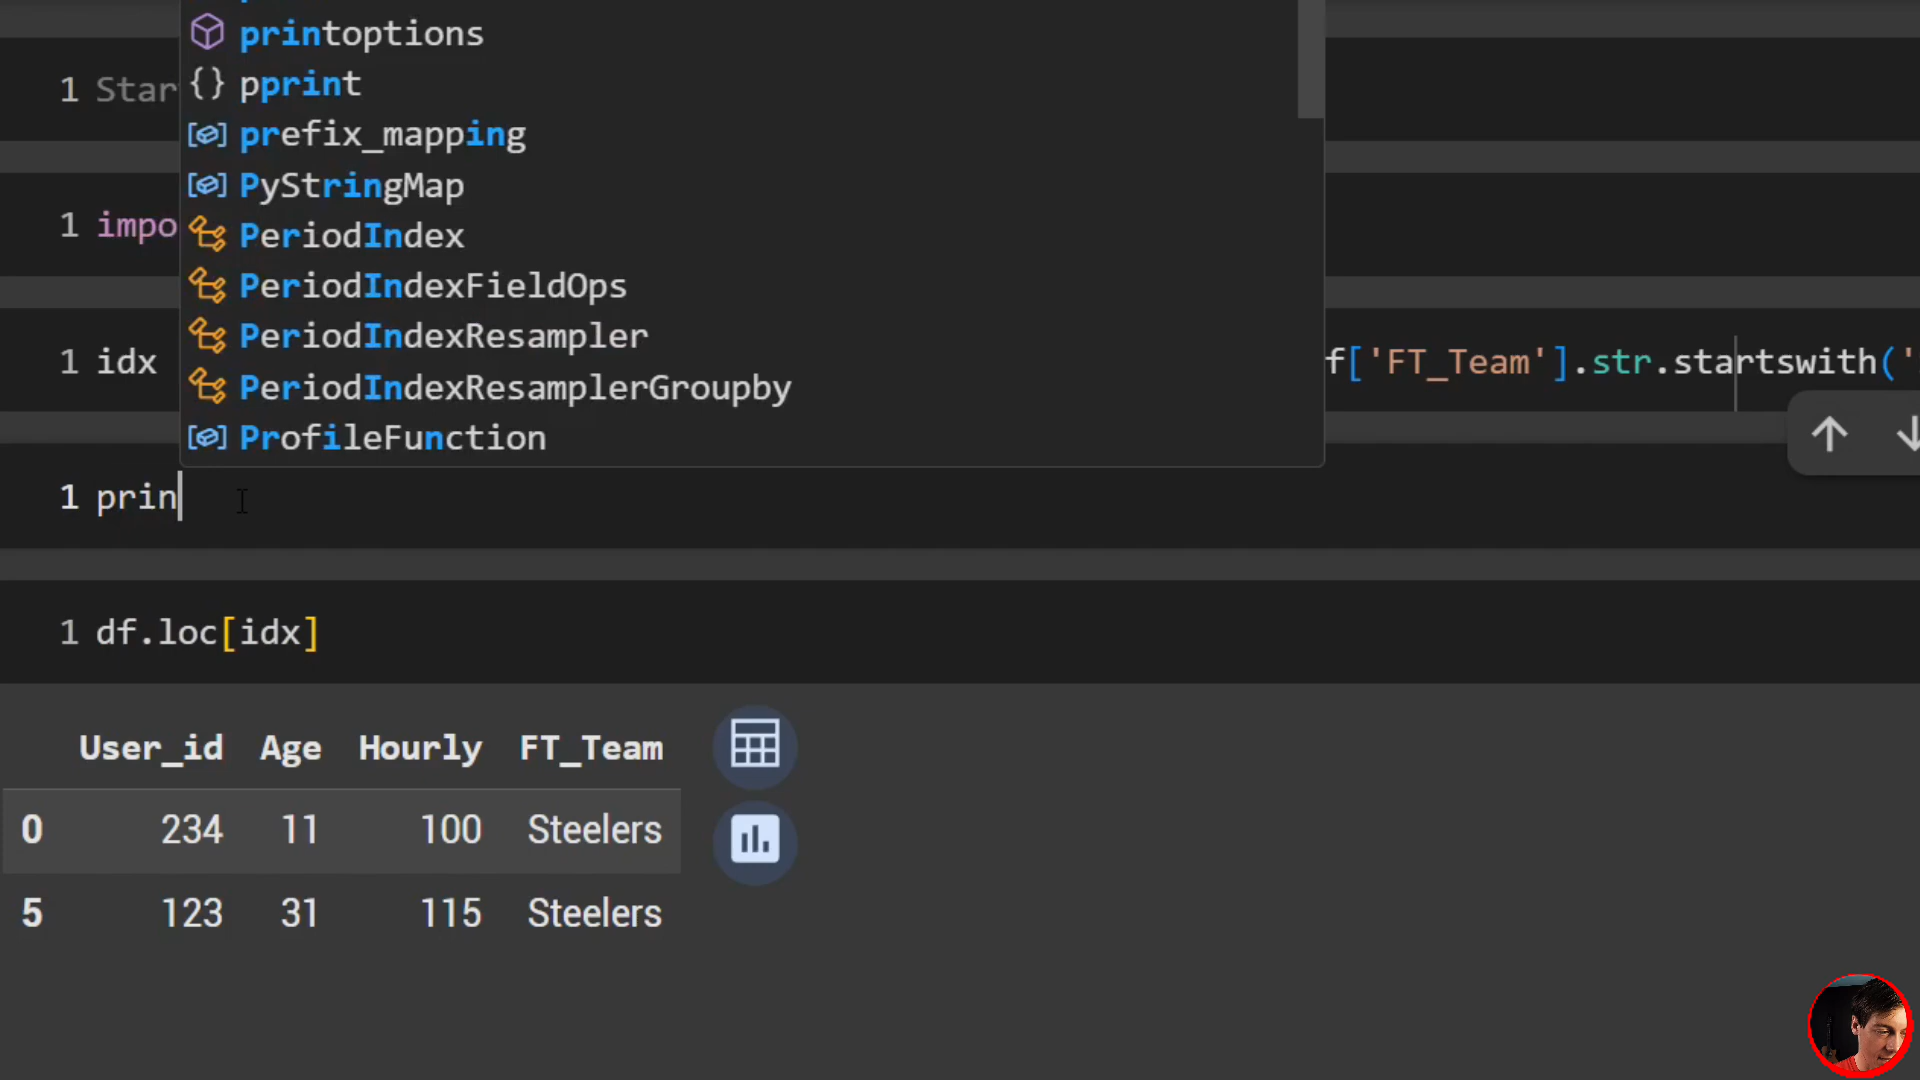 printoptions
pprint
1 Star
prefix_mapping
PyStringMap
1 impo
PeriodIndex
PeriodIndexFieldOps
PeriodIndexResampler
1 idx f['FT_Team'].str.startswith('
PeriodIndexResamplerGroupby
ProfileFunction
1 prin
1 df.loc[idx]
User_id Age Hourly FT_Team
0 234 11 100 Steelers
5 123 31 115 Steelers